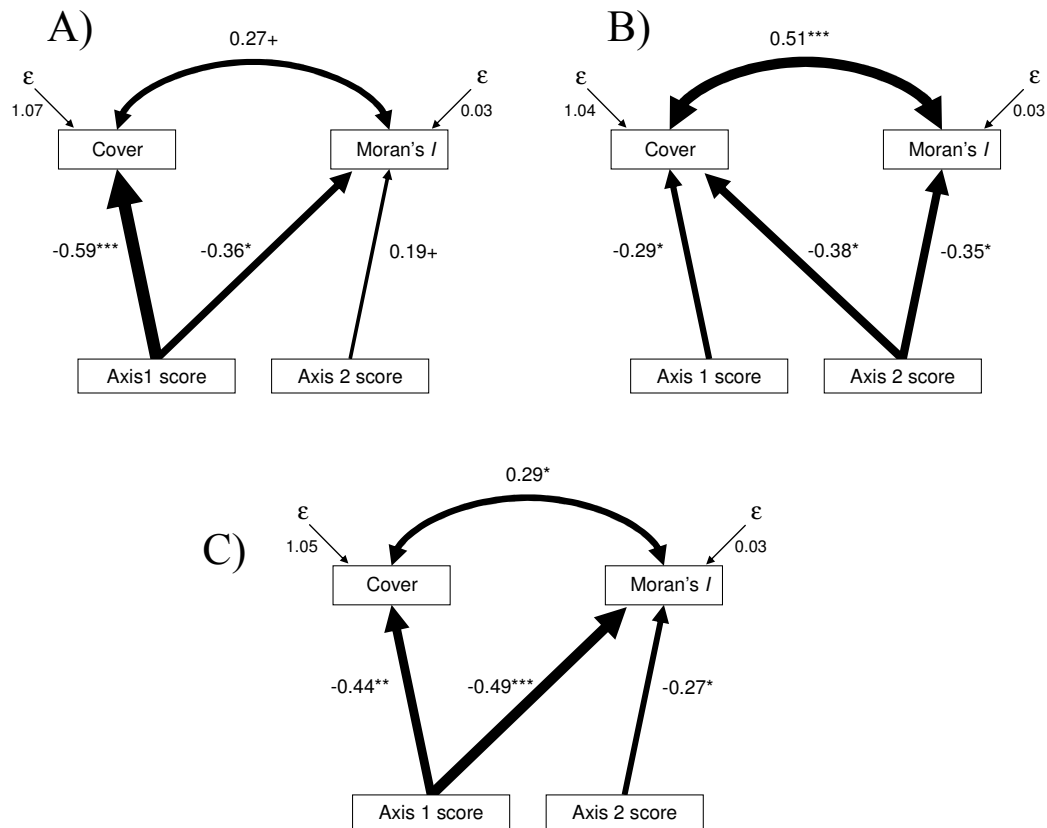 A)
0.27+
ε
ε
1.07
0.03
Cover
Moran's I
-0.59***
-0.36*
0.19+
Axis1 score
Axis 2 score
B)
0.51***
ε
ε
1.04
0.03
Cover
Moran's I
-0.29*
-0.38*
-0.35*
Axis 1 score
Axis 2 score
C)
0.29*
ε
ε
1.05
0.03
Cover
Moran's I
-0.44**
-0.49***
-0.27*
Axis 1 score
Axis 2 score